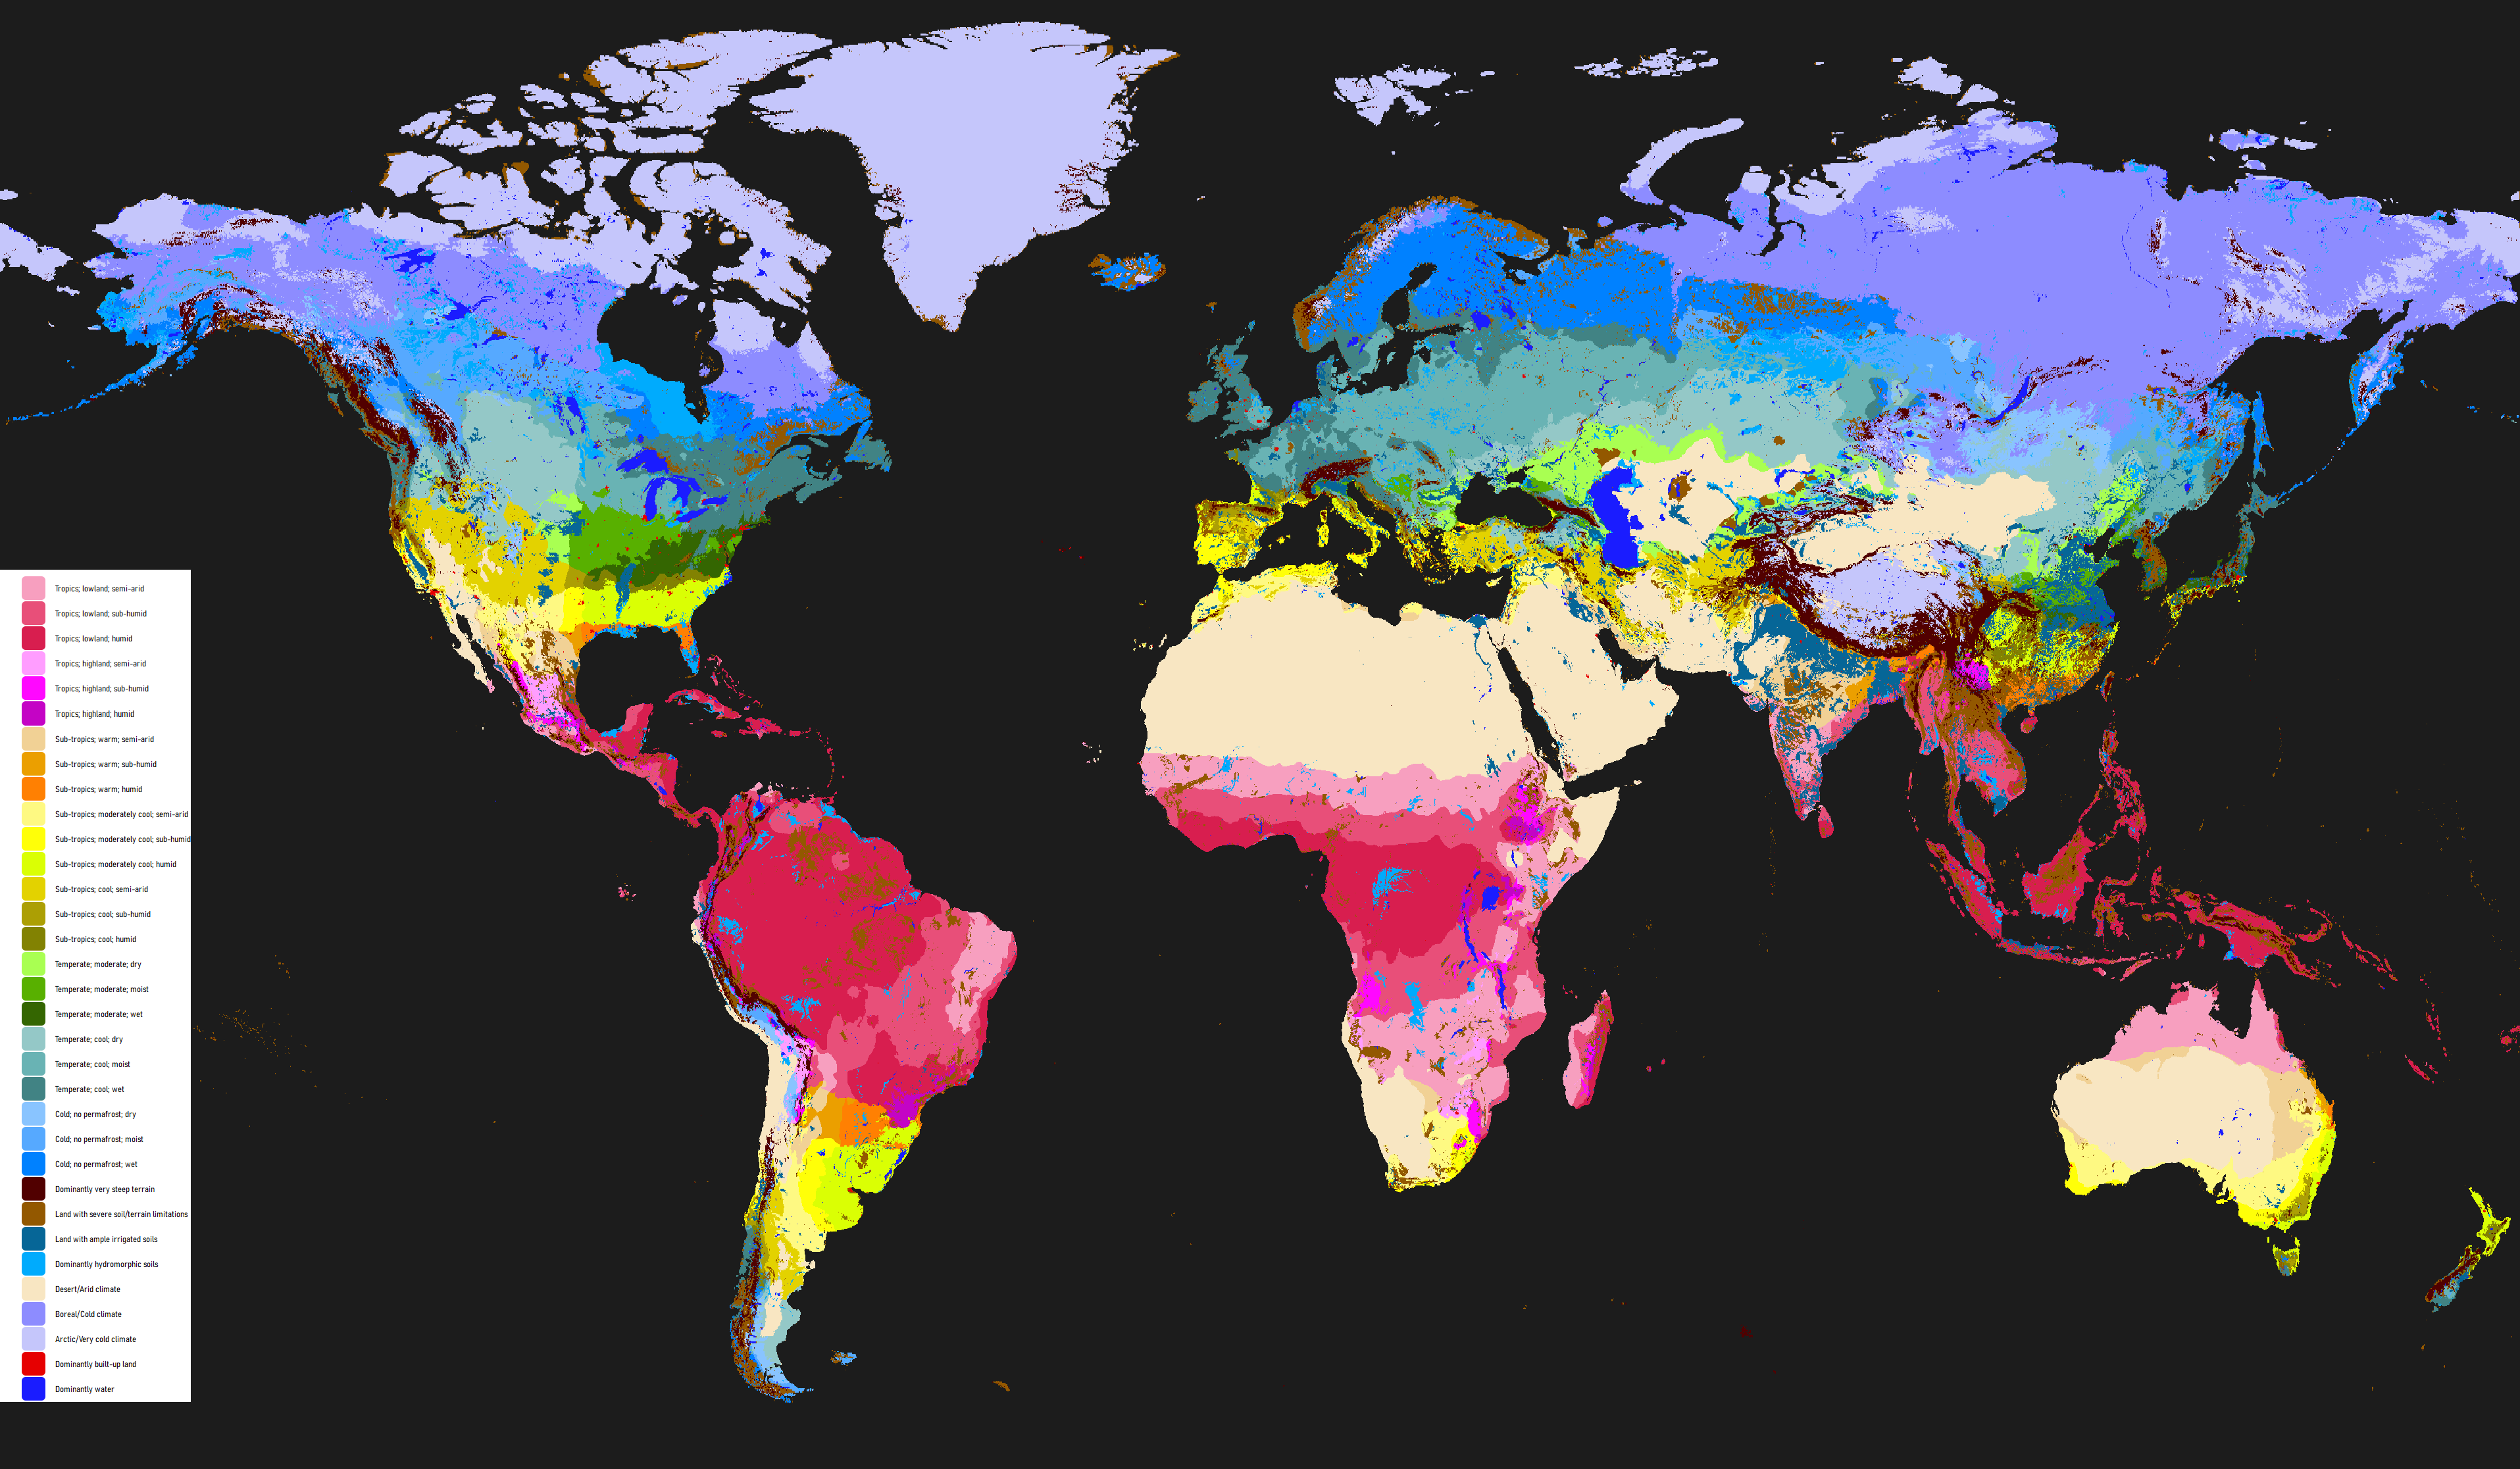 Tropics; lowland; semi-arid
Tropics; lowland; sub-humid
Tropics; lowland; humid
Tropics; highland; semi-arid
Tropics; highland; sub-humid
Tropics; highland; humid
Sub-tropics; warm; semi-arid
Sub-tropics; warm; sub-humid
Sub-tropics; warm; humid
Sub-tropics; moderately cool; semi-arid
Sub-tropics; moderately cool; sub-humid
Sub-tropics; moderately cool; humid
Sub-tropics; cool; semi-arid
Sub-tropics; cool; sub-humid
Sub-tropics; cool; humid
Temperate; moderate; dry
Temperate; moderate; moist
Temperate; moderate; wet
Temperate; cool; dry
Temperate; cool; moist
Temperate; cool; wet
Cold; no permafrost; dry
Cold; no permafrost; moist
Cold; no permafrost; wet
Dominantly very steep terrain
Land with severe soil/terrain limitations
Land with ample irrigated soils
Dominantly hydromorphic soils
Desert/Arid climate
Boreal/Cold climate
Arctic/Very cold climate
Dominantly built-up land
Dominantly water